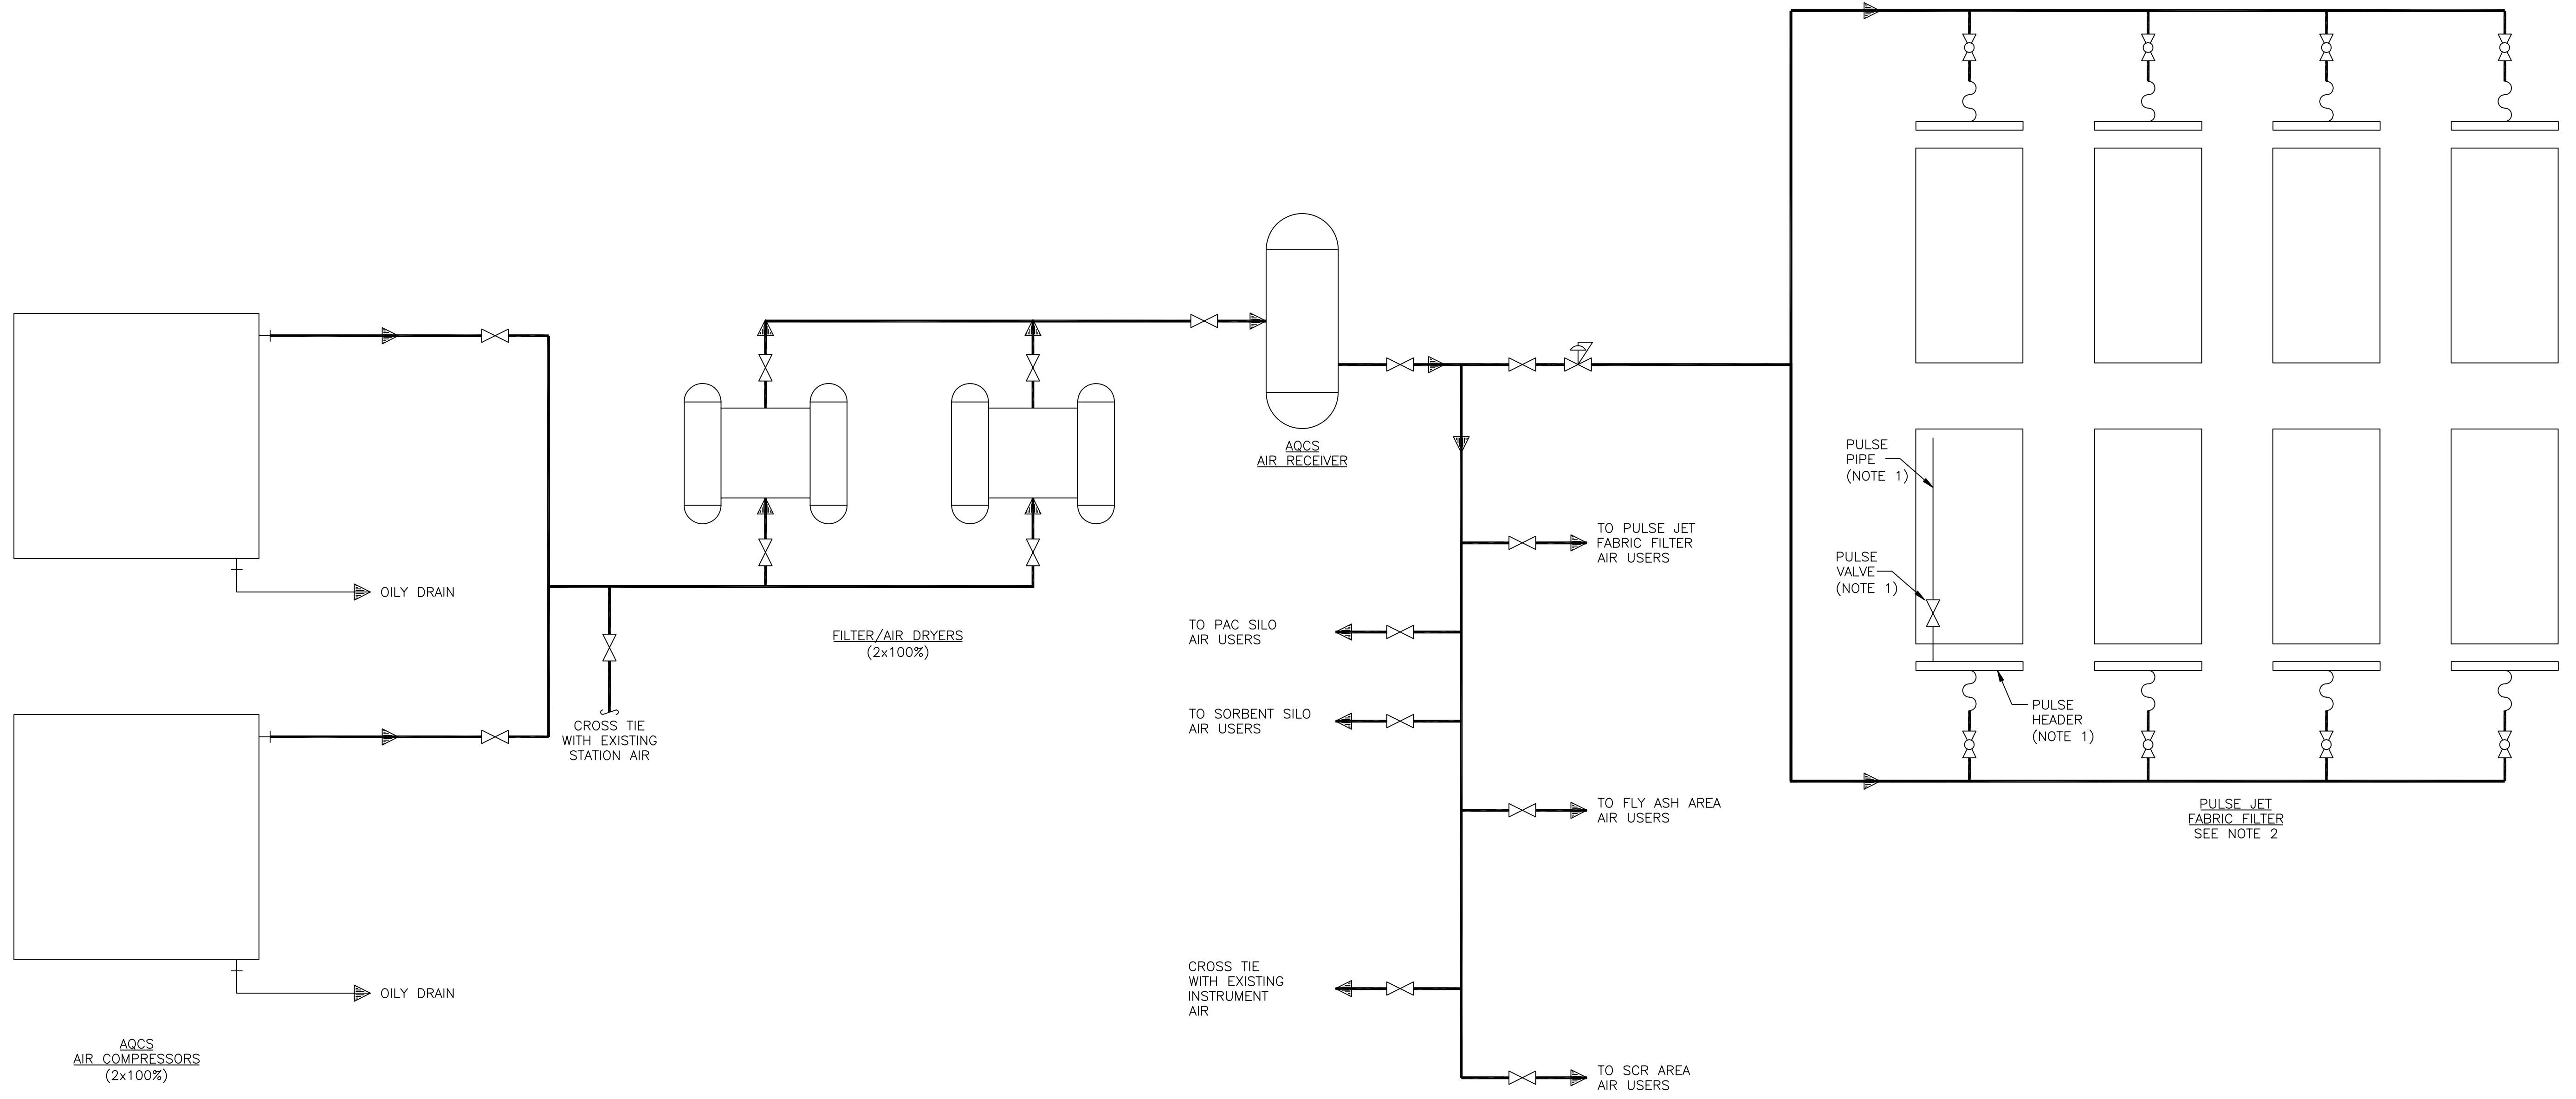 AQCS
AIR RECEIVER
PULSE
PIPE
(NOTE 1)
PULSE
VALVE
(NOTE 1)
PULSE
HEADER
(NOTE 1)
TO PULSE JET
FABRIC FILTER
AIR USERS
OILY DRAIN
FILTER/AIR DRYERS
(2x100%)
TO PAC SILO
AIR USERS
TO SORBENT SILO
AIR USERS
CROSS TIE
WITH EXISTING
STATION AIR
TO FLY ASH AREA
AIR USERS
PULSE JET
FABRIC FILTER
SEE NOTE 2
CROSS TIE
WITH EXISTING
INSTRUMENT
AIR
OILY DRAIN
AQCS
AIR COMPRESSORS
(2x100%)
TO SCR AREA
AIR USERS